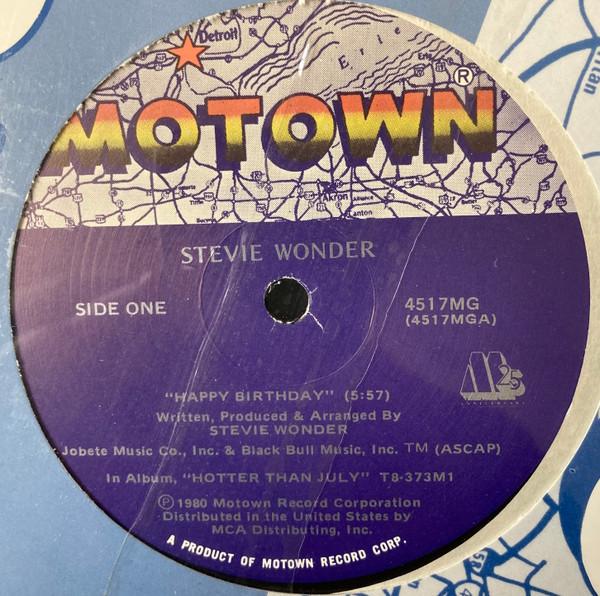 Detroit
Erie
Erie
®
MOTOWN
Akron
Canton
STEVIE WONDER
SIDE ONE
4517MG
(4517MGA)
M25
"HAPPY BIRTHDAY" (5:57)
Written, Produced & Arranged By
STEVIE WONDER
Jobete Music Co., Inc. & Black Bull Music, Inc. TM (ASCAP)
In Album, "HOTTER THAN JULY" T8-373M1
℗ 1980 Motown Record Corporation
Distributed in the United States by
MCA Distributing, Inc.
A PRODUCT OF MOTOWN RECORD CORP.